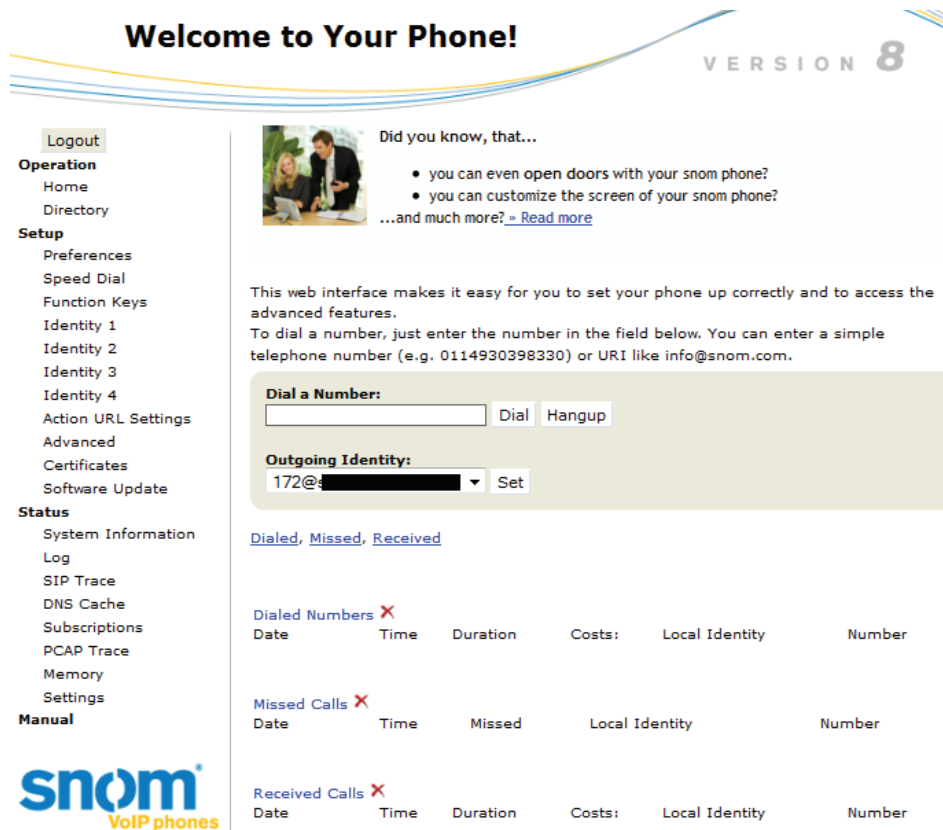 Welcome to Your Phone!
VERSION 8
Logout
Operation
Home
Directory
Setup
Preferences
Speed Dial
Function Keys
Identity 1
Identity 2
Identity 3
Identity 4
Action URL Settings
Advanced
Certificates
Software Update
Status
System Information
Log
SIP Trace
DNS Cache
Subscriptions
PCAP Trace
Memory
Settings
Manual
snom®
VoIP phones
Did you know, that...
• you can even open doors with your snom phone?
• you can customize the screen of your snom phone?
...and much more? » Read more
This web interface makes it easy for you to set your phone up correctly and to access the
advanced features.
To dial a number, just enter the number in the field below. You can enter a simple
telephone number (e.g. 0114930398330) or URI like info@snom.com.
Dial a Number:
Dial Hangup
Outgoing Identity:
172@ Set
Dialed, Missed, Received
Dialed Numbers
Date Time Duration Costs: Local Identity Number
Missed Calls
Date Time Missed Local Identity Number
Received Calls
Date Time Duration Costs: Local Identity Number